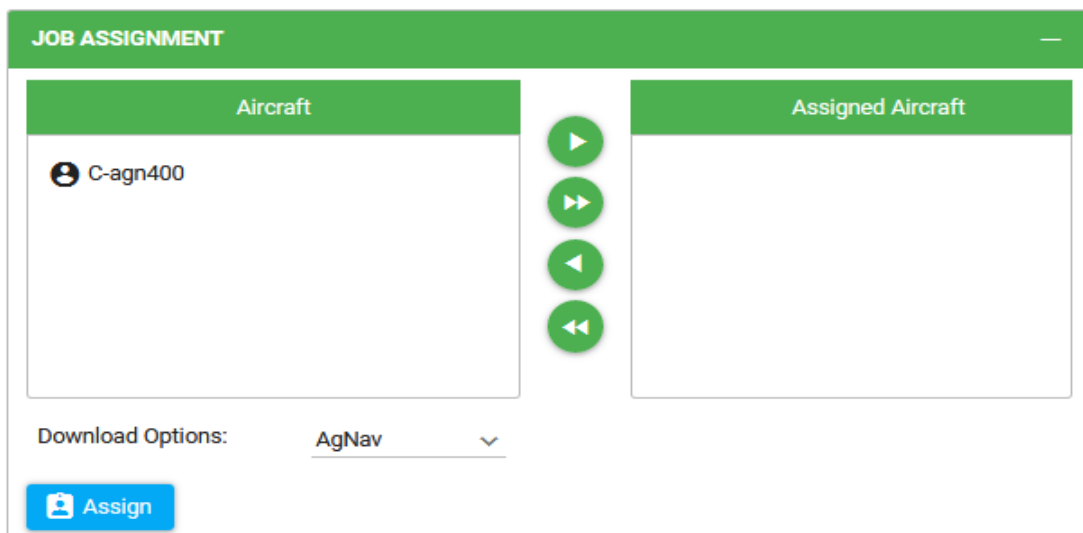 JOB ASSIGNMENT
Aircraft
Assigned Aircraft
C-agn400
Download Options:
AgNav
Assign